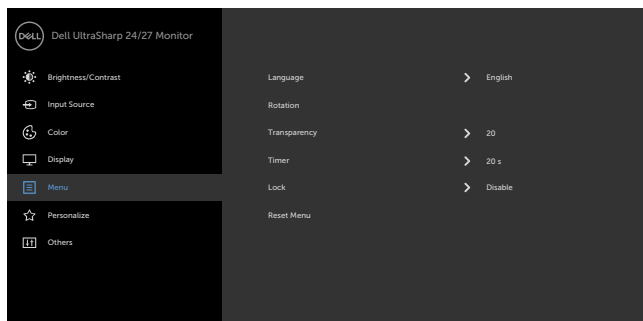 DELL Dell UltraSharp 24/27 Monitor
Brightness/Contrast Language English
Input Source Rotation
Color Transparency 20
Display Timer 20 s
Menu Lock Disable
Personalize Reset Menu
Others